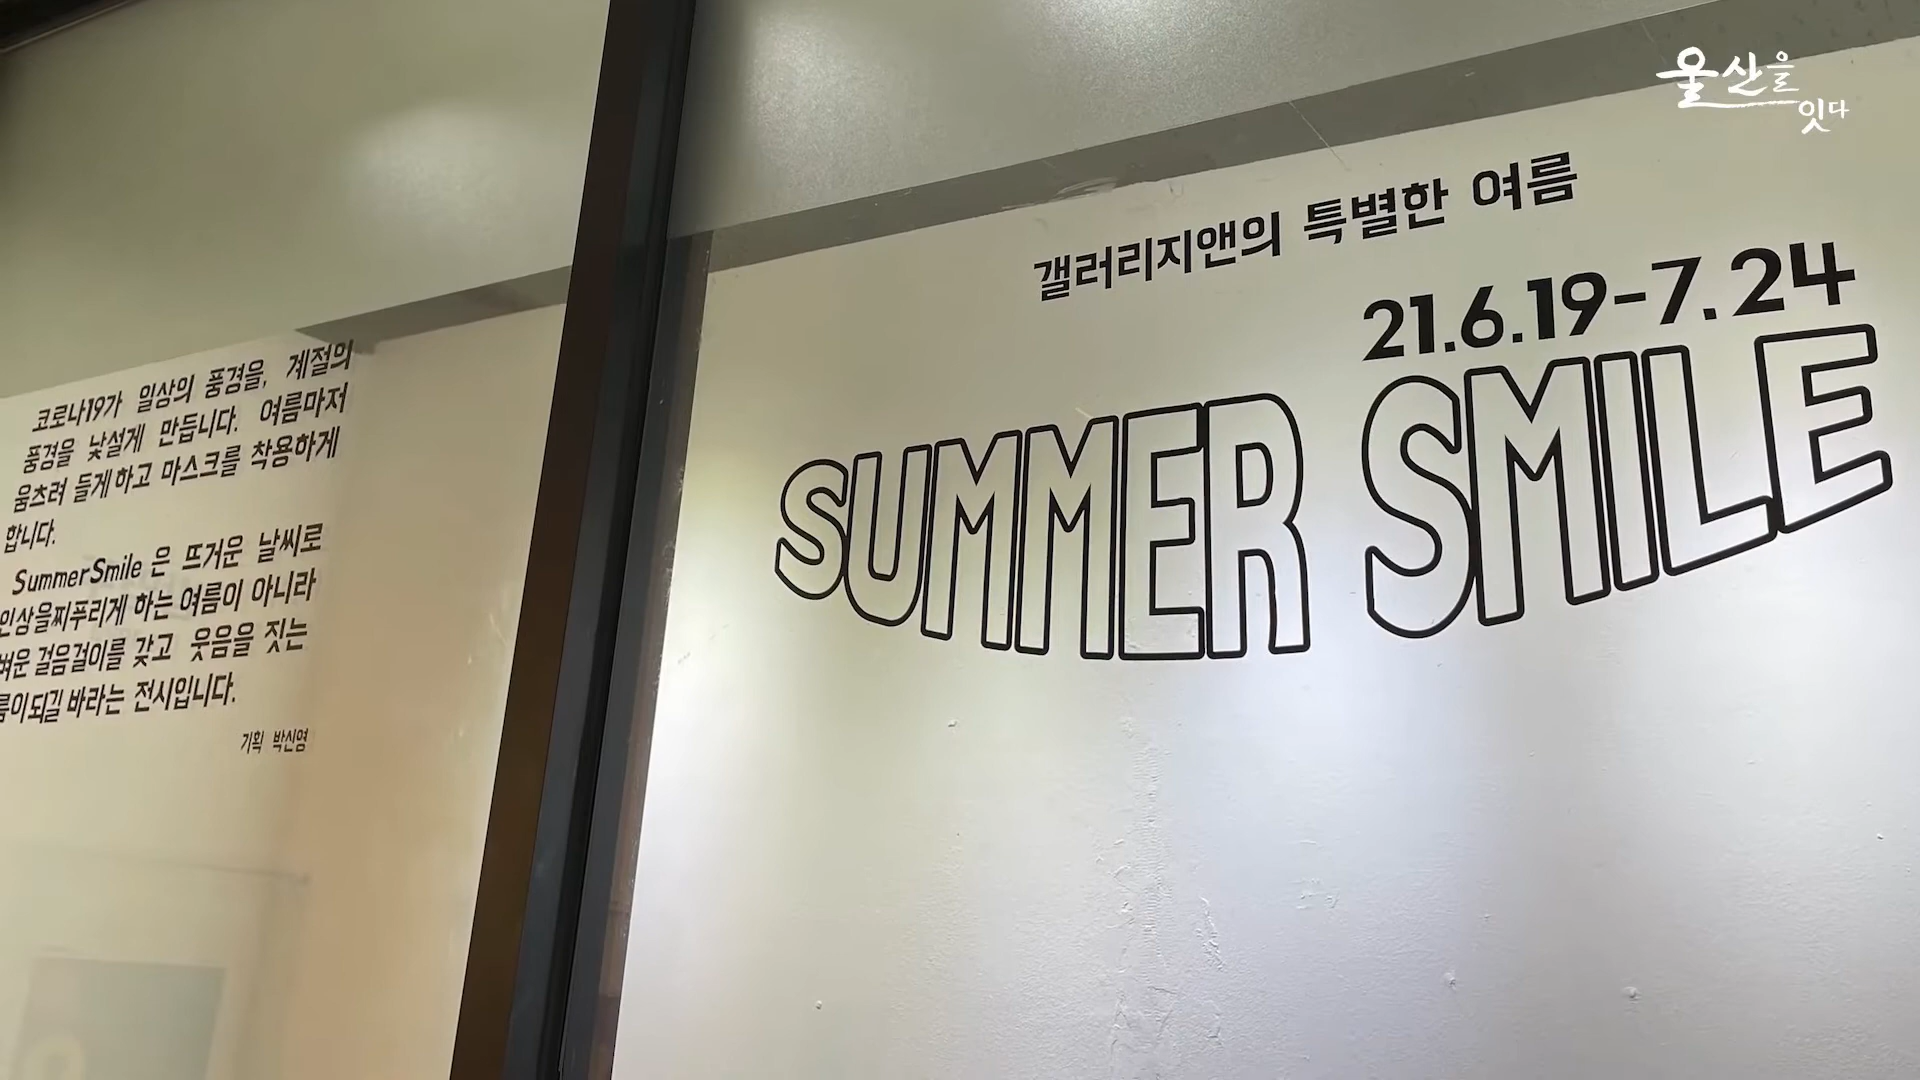 울산을
잇다
갤러리지앤의 특별한 여름
21.6.19-7.24
SUMMER SMILE
코로나19가 일상의 풍경을, 계절의
풍경을 낯설게 만듭니다. 여름마저
움츠려 들게하고 마스크를 착용하게
합니다.
SummerSmile 은 뜨거운 날씨로
인상을찌푸리게 하는 여름이 아니라
벼운 걸음걸이를 갖고 웃음을 짓는
름이되길 바라는 전시입니다.
기획 박신영